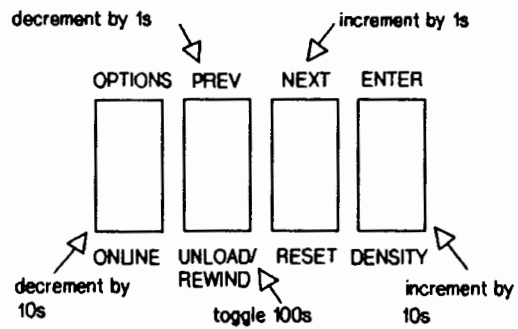 decrement by 1s
increment by 1s
OPTIONS PREV NEXT ENTER
ONLINE UNLOAD/ RESET DENSITY
REWIND
decrement by
10s
toggle 100s
increment by
10s